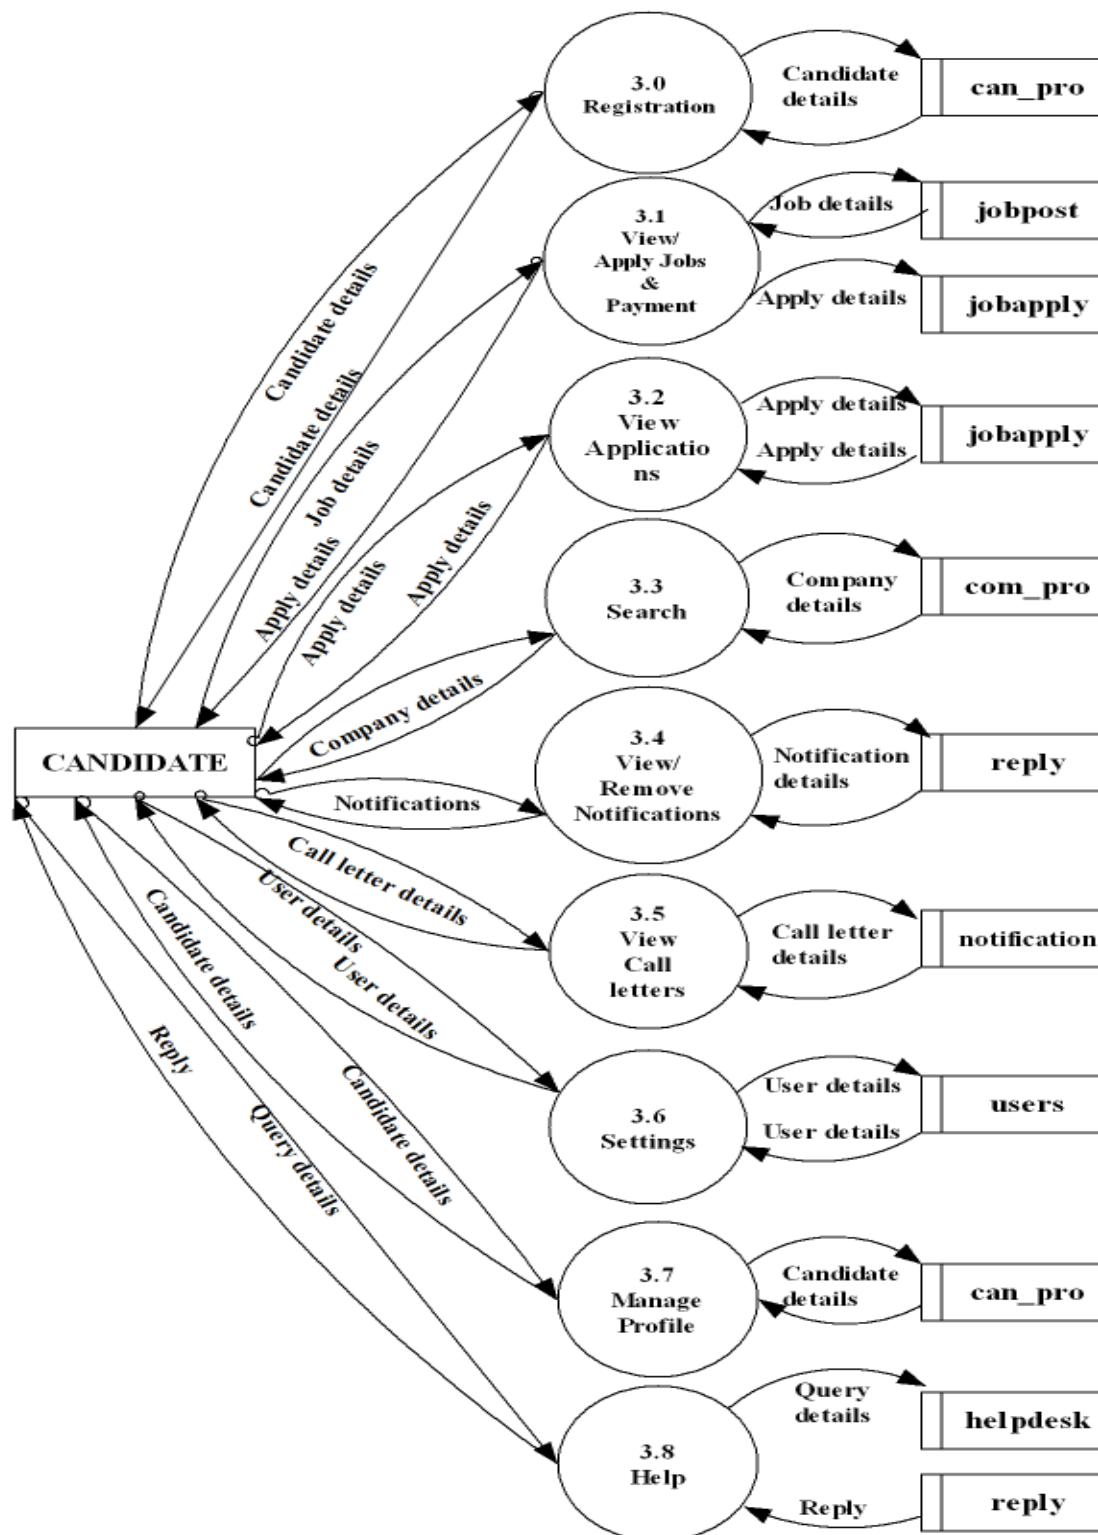 3.0
Registration
Candidate
details
can_pro
3.1
View/
Apply Jobs
&
Payment
Job details
jobpost
Apply details
jobapply
3.2
View
Applicatio
ns
Apply details
Apply details
jobapply
3.3
Search
Company
details
com_pro
3.4
View/
Remove
Notifications
Notification
details
reply
3.5
View
Call
letters
Call letter
details
notification
3.6
Settings
User details
User details
users
3.7
Manage
Profile
Candidate
details
can_pro
3.8
Help
Query
details
helpdesk
Reply
reply
CANDIDATE
Candidate details
Candidate details
Job details
Apply details
Apply details
Apply details
Company details
Notifications
Call letter details
User details
User details
Candidate details
Candidate details
Reply
Query details